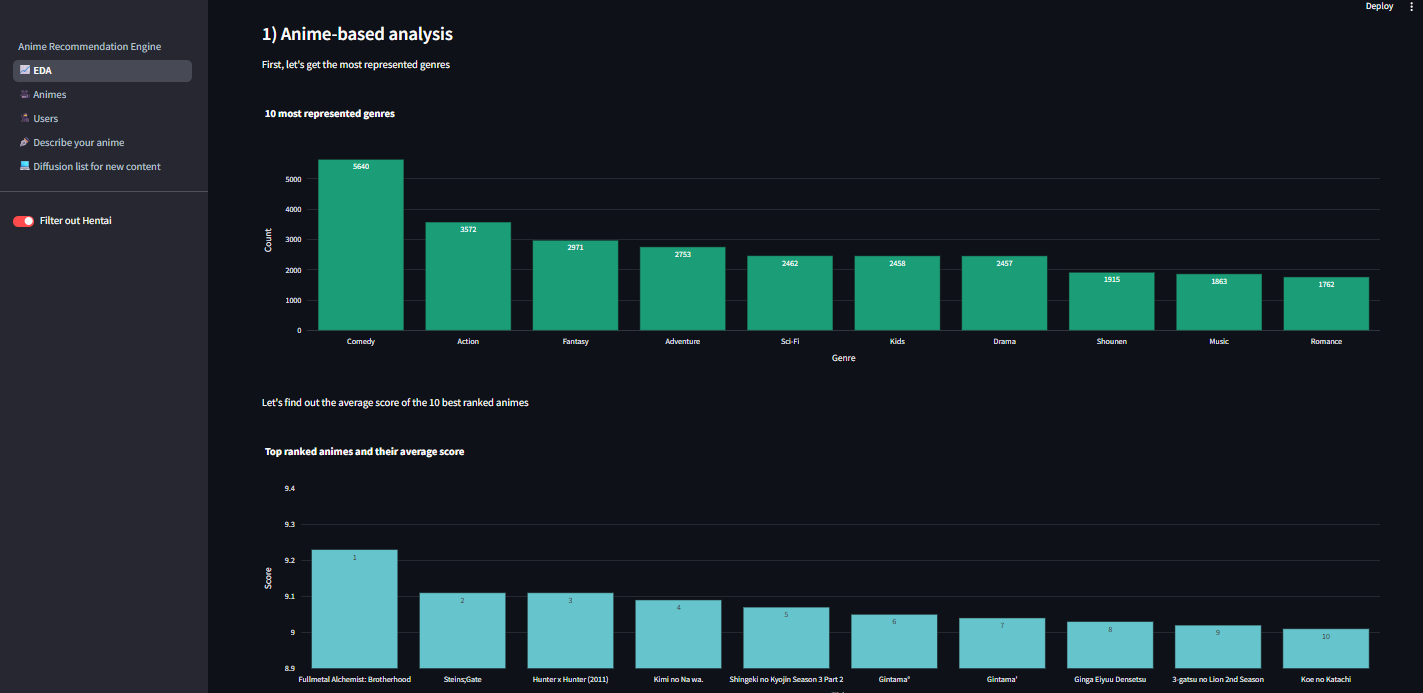 Deploy
Anime Recommendation Engine
EDA
Animes
Users
Describe your anime
Diffusion list for new content
Filter out Hentai
1) Anime-based analysis
First, let's get the most represented genres
10 most represented genres
Count
5000
4000
3000
2000
1000
0
5640
3572
2971
2753
2462
2458
2457
1915
1863
1762
Comedy
Action
Fantasy
Adventure
Sci-Fi
Kids
Drama
Shounen
Music
Romance
Genre
Let's find out the average score of the 10 best ranked animes
Top ranked animes and their average score
Score
9.4
9.3
9.2
9.1
9
8.9
1
2
3
4
5
6
7
8
9
10
Fullmetal Alchemist: Brotherhood
Steins;Gate
Hunter x Hunter (2011)
Kimi no Na wa.
Shingeki no Kyojin Season 3 Part 2
Gintama°
Gintama'
Ginga Eiyuu Densetsu
3-gatsu no Lion 2nd Season
Koe no Katachi